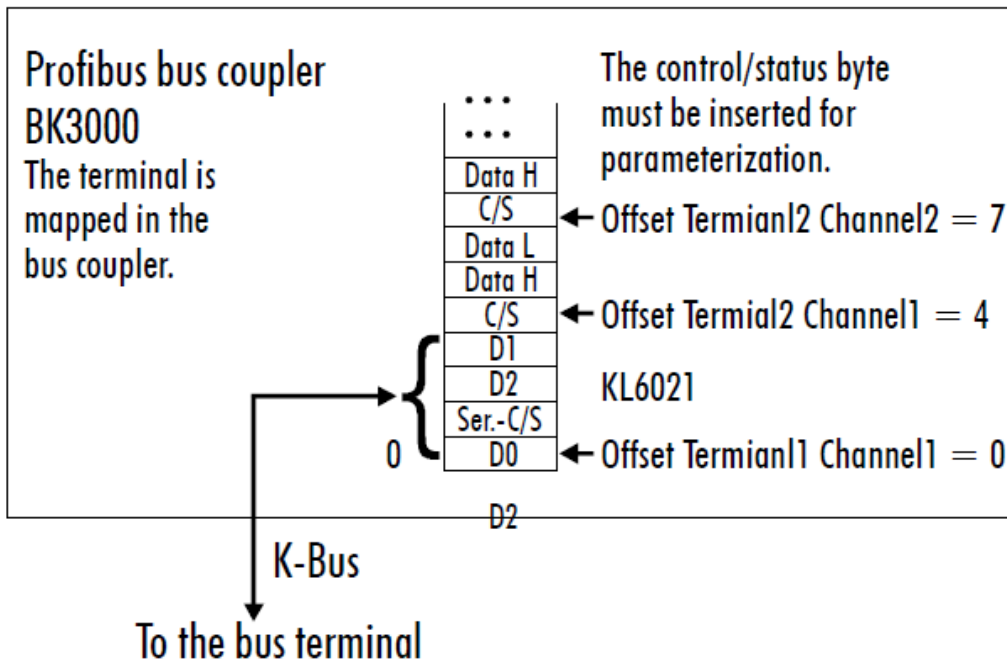 Profibus bus coupler
BK3000
The terminal is
mapped in the
bus coupler.
The control/status byte
must be inserted for
parameterization.
...
...
Data H
C/S
Offset Termianl2 Channel2 = 7
Data L
Data H
C/S
Offset Termial2 Channel1 = 4
D1
D2
KL6021
Ser.-C/S
0
D0
Offset Termianl1 Channel1 = 0
D2
K-Bus
To the bus terminal